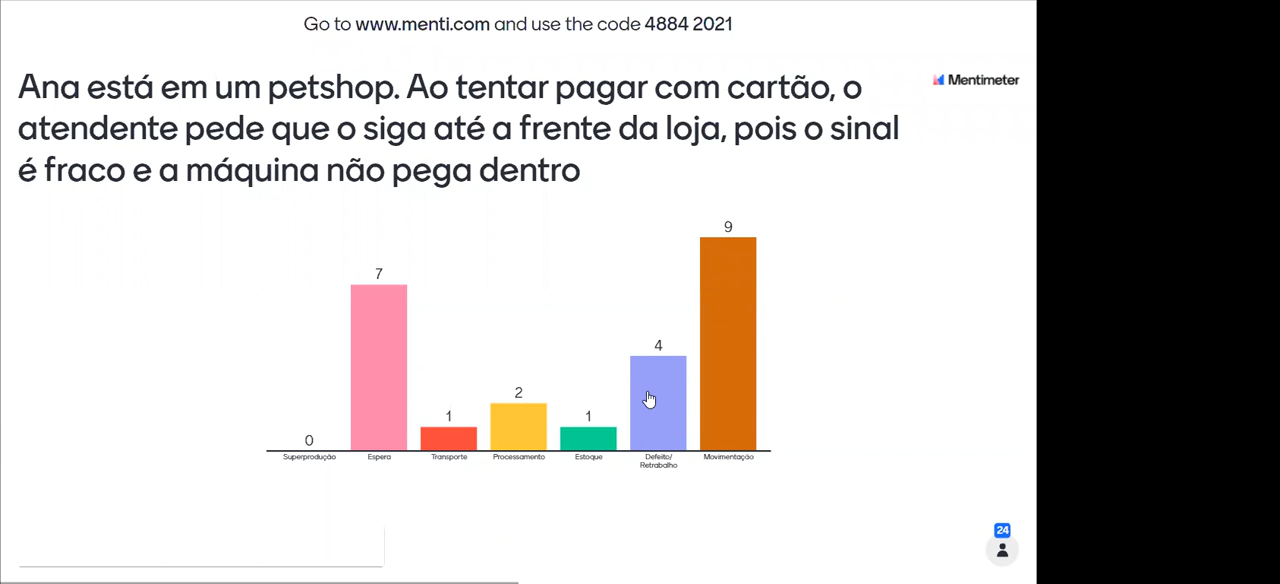 Go to www.menti.com and use the code 4884 2021
Mentimeter
Ana está em um petshop. Ao tentar pagar com cartão, o
atendente pede que o siga até a frente da loja, pois o sinal
é fraco e a máquina não pega dentro
0
7
1
2
1
4
9
Superprodução
Espera
Transporte
Processamento
Estoque
Defeito/
Retrabalho
Movimentação
24